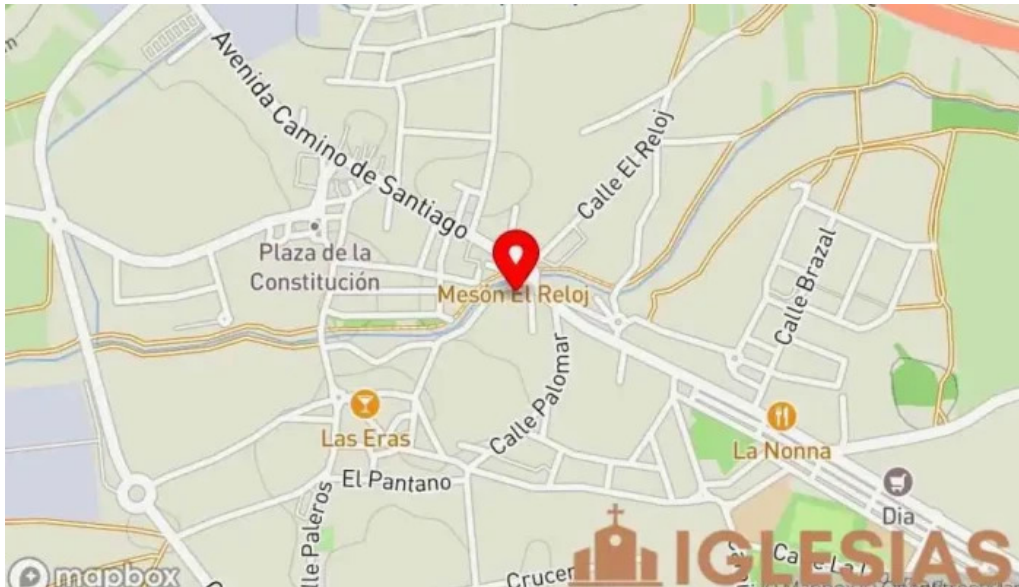 Avenida Camino de Santiago
Calle El Reloj
Plaza de la
Constitución
Mesón El Reloj
Calle Brazal
Calle Palomar
Las Eras
La Nonna
El Pantano
Dia
IGLESIAS
mapbox